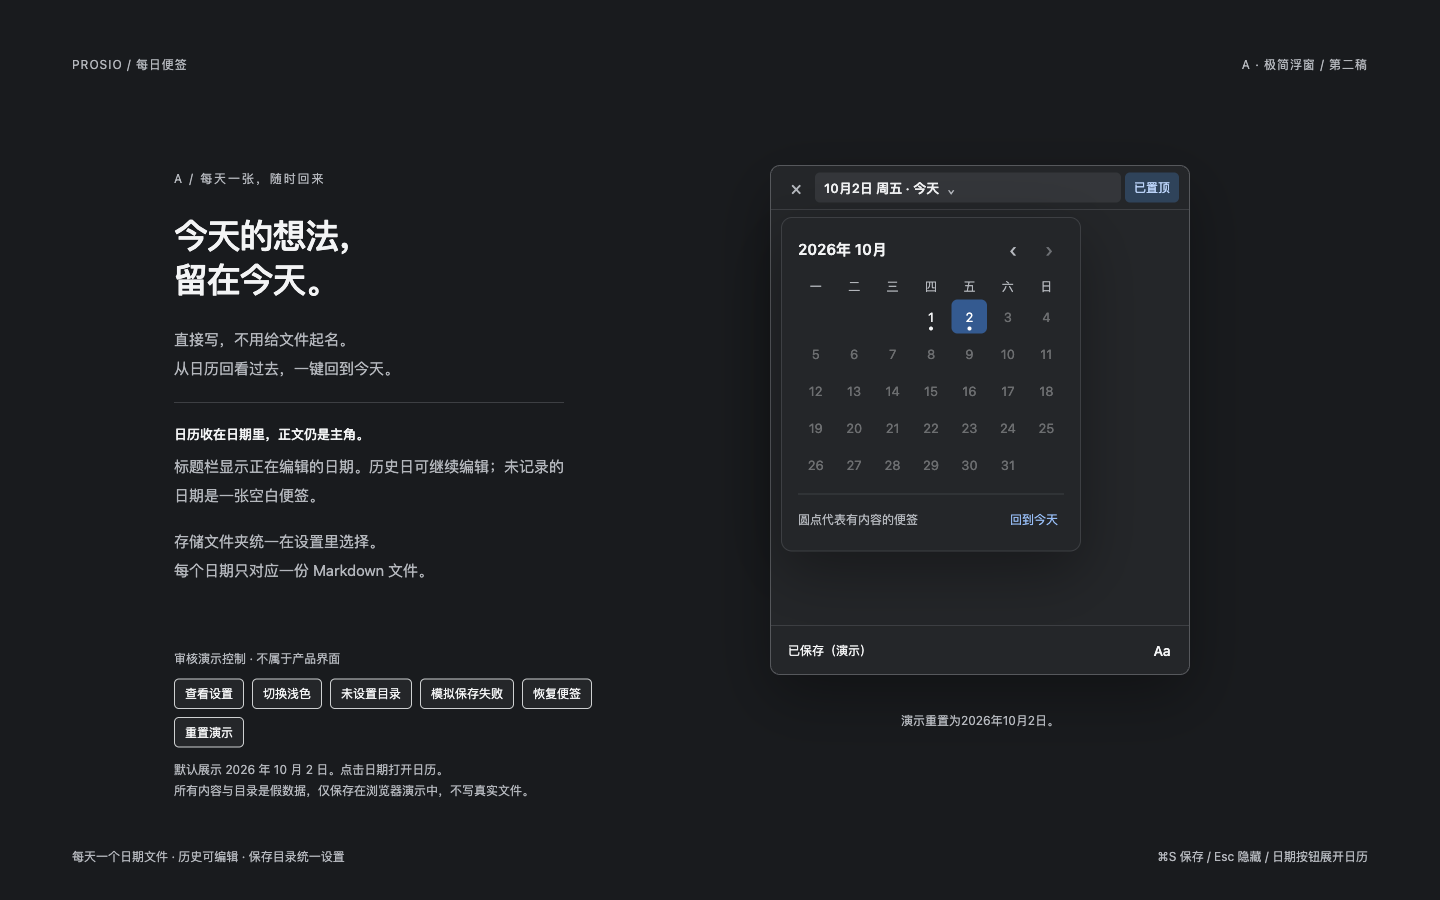 PROSIO / 每日便签
A · 极简浮窗 / 第二稿
A / 每天一张，随时回来
今天的想法，
留在今天。
直接写，不用给文件起名。
从日历回看过去，一键回到今天。
日历收在日期里，正文仍是主角。
标题栏显示正在编辑的日期。历史日可继续编辑；未记录的
日期是一张空白便签。
存储文件夹统一在设置里选择。
每个日期只对应一份 Markdown 文件。
审核演示控制 · 不属于产品界面
查看设置 切换浅色 未设置目录 模拟保存失败 恢复便签
重置演示
默认展示 2026 年 10 月 2 日。点击日期打开日历。
所有内容与目录是假数据，仅保存在浏览器演示中，不写真实文件。
× 10月2日 周五 · 今天 ⌄ 已置顶
2026年 10月 ‹ ›
一 二 三 四 五 六 日
1 2 3 4
5 6 7 8 9 10 11
12 13 14 15 16 17 18
19 20 21 22 23 24 25
26 27 28 29 30 31
圆点代表有内容的便签 回到今天
已保存（演示） Aa
演示重置为2026年10月2日。
每天一个日期文件 · 历史可编辑 · 保存目录统一设置
⌘S 保存 / Esc 隐藏 / 日期按钮展开日历